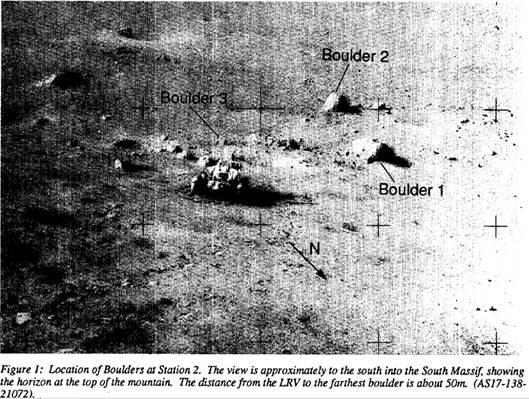 Boulder 2
Boulder 3
Boulder 1
N
Figure 1: Location of Boulders at Station 2. The view is approximately to the south into the South Massif, showing
the horizon at the top of the mountain. The distance from the LRV to the farthest boulder is about 50m. (AS17-138-
21072).